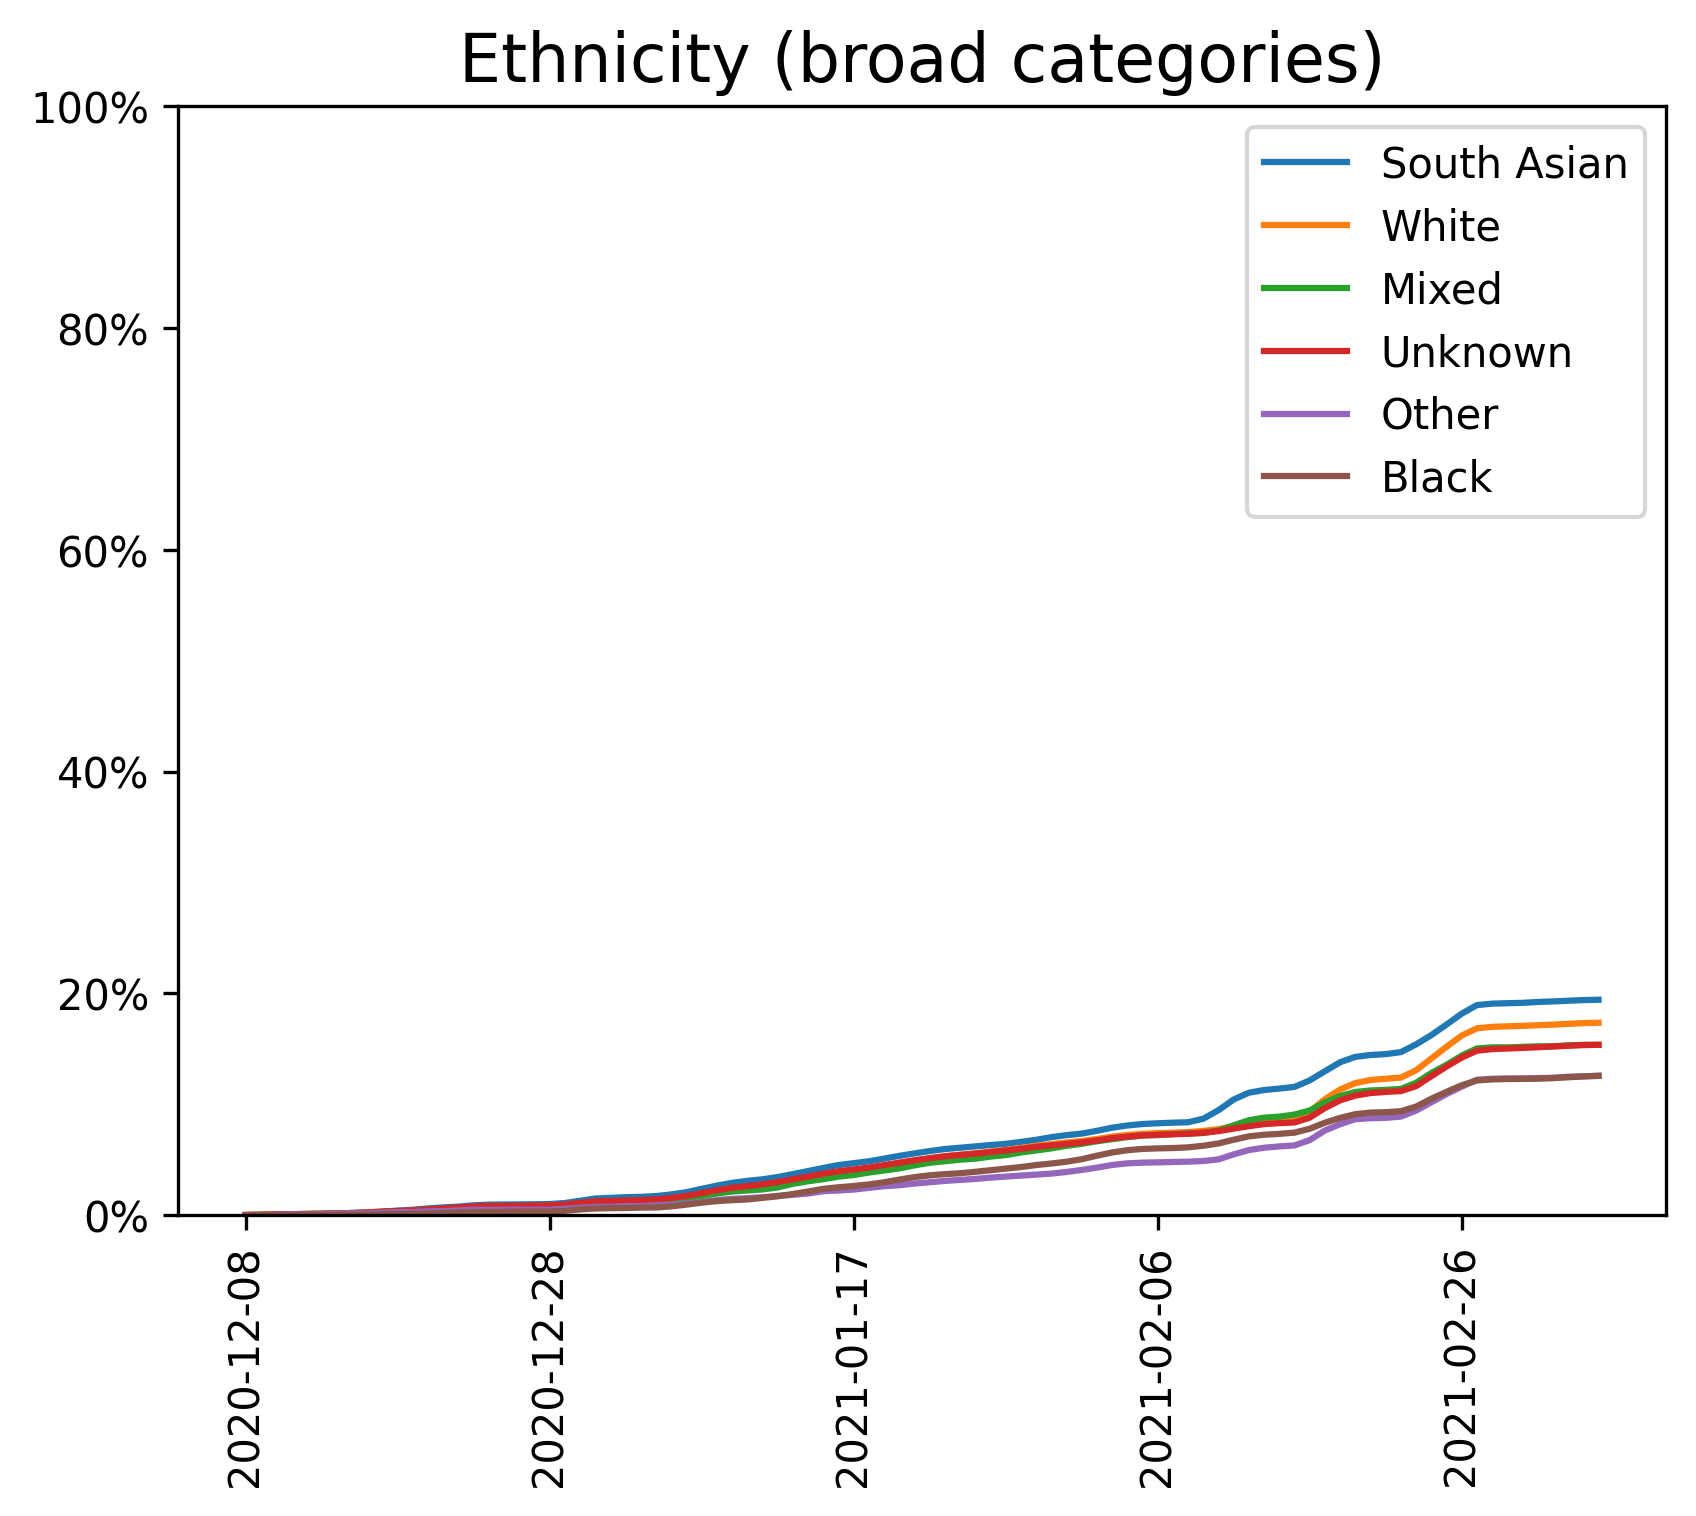 Ethnicity (broad categories)
100%
80%
60%
40%
20%
0%
South Asian
White
Mixed
Unknown
Other
Black
2020-12-08
2020-12-28
2021-01-17
2021-02-06
2021-02-26